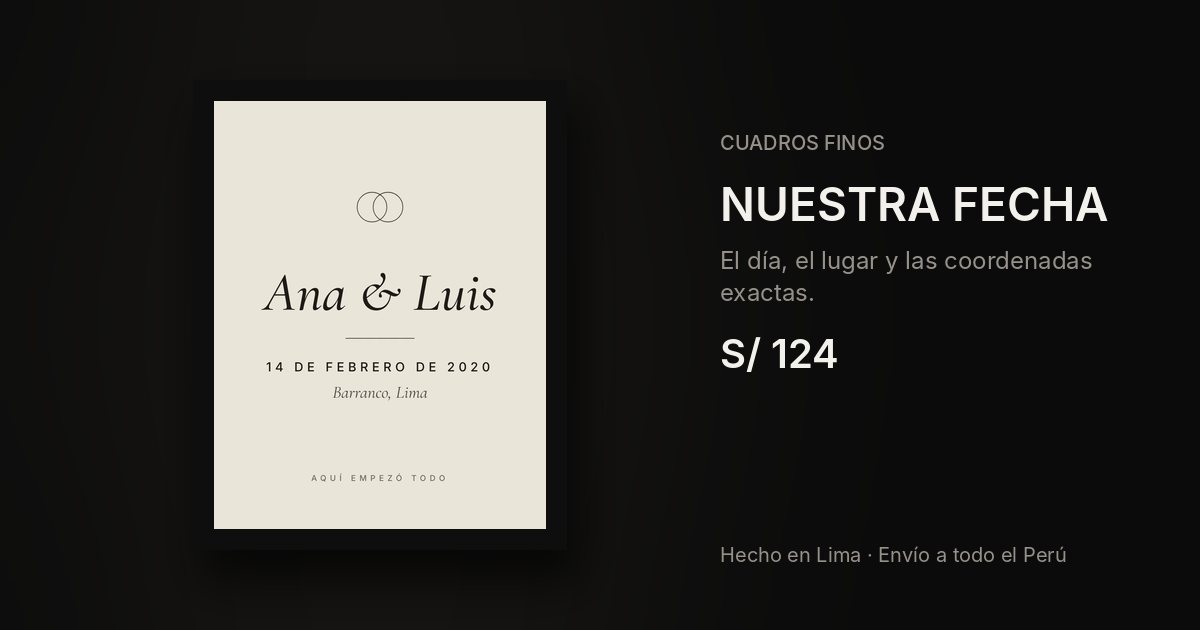 Ana & Luis
14 DE FEBRERO DE 2020
Barranco, Lima
AQUÍ EMPEZÓ TODO
CUADROS FINOS
NUESTRA FECHA
El día, el lugar y las coordenadas
exactas.
S/ 124
Hecho en Lima · Envío a todo el Perú